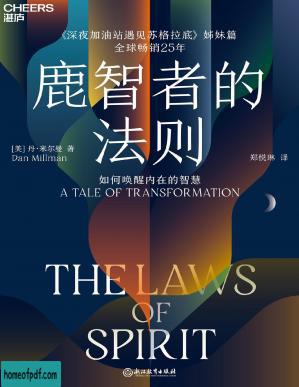 CHEERS
湛庐
《深夜加油站遇见苏格拉底》姊妹篇
全球畅销25年
鹿智者的
法则
[美] 丹·米尔曼 著
Dan Millman
郑悦琳 译
如何唤醒内在的智慧
A TALE OF TRANSFORMATION
THE LAWS
OF
SPIRIT
浙江教育出版社
homeofpdf.com
homeofpdf.com